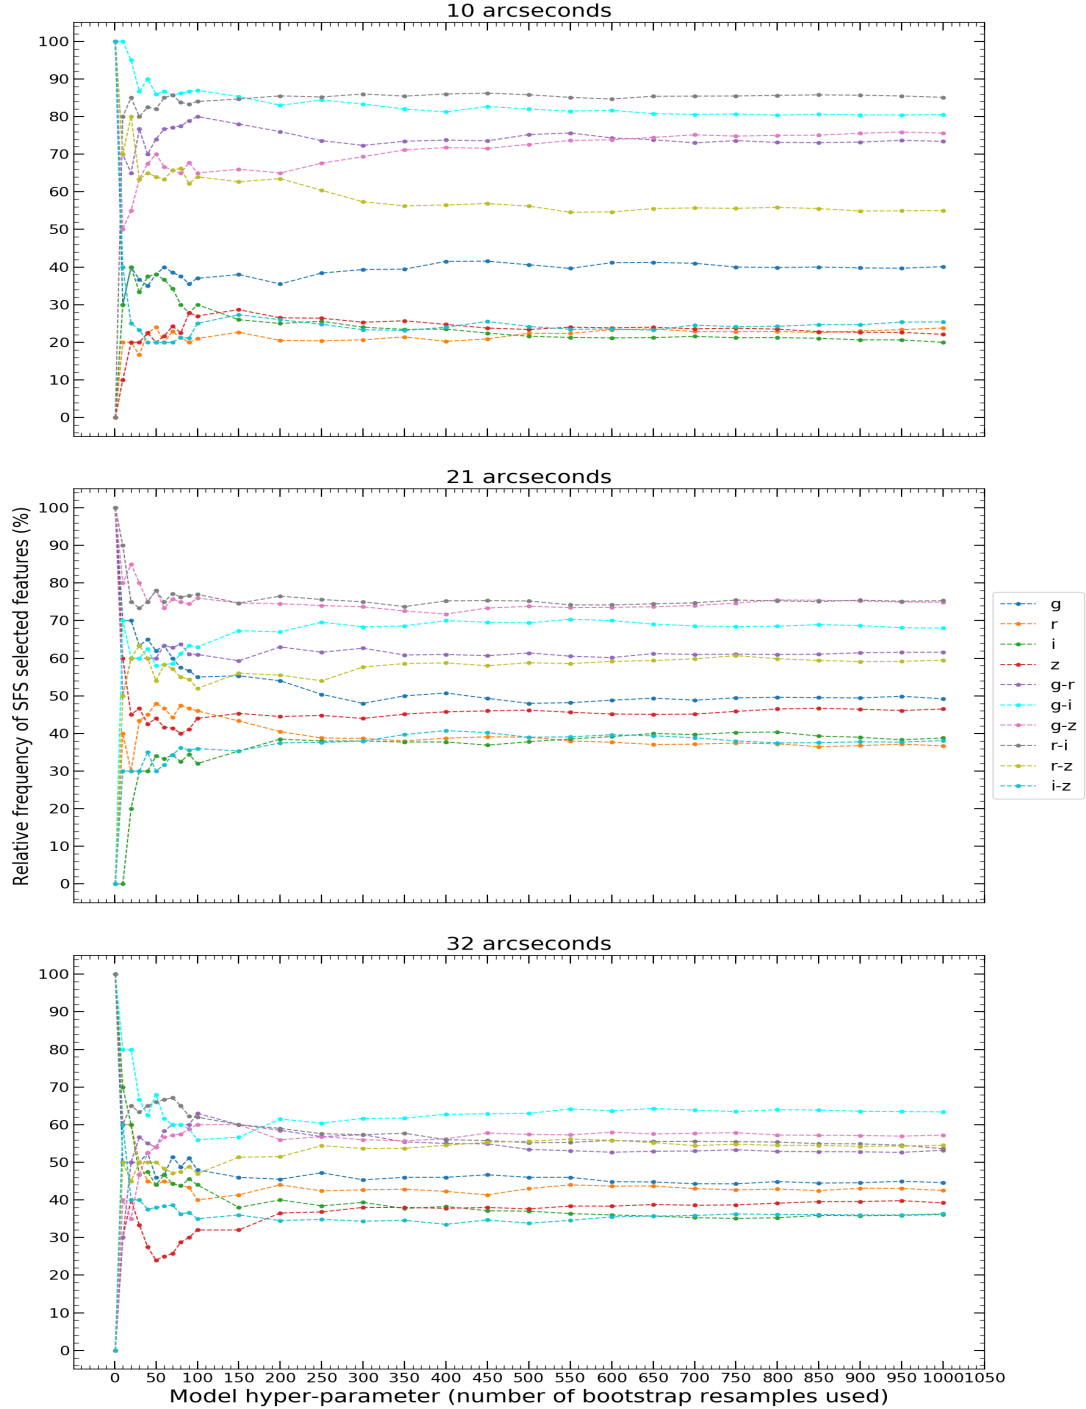 10 arcseconds
100
90
80
70
60
50
40
30
20
10
0
21 arcseconds
100
90
80
70
60
50
40
30
20
10
0
Relative frequency of SFS selected features (%)
g
r
i
z
g-r
g-i
g-z
r-i
r-z
i-z
32 arcseconds
100
90
80
70
60
50
40
30
20
10
0
0 50 100 150 200 250 300 350 400 450 500 550 600 650 700 750 800 850 900 950 1000 1050
Model hyper-parameter (number of bootstrap resamples used)